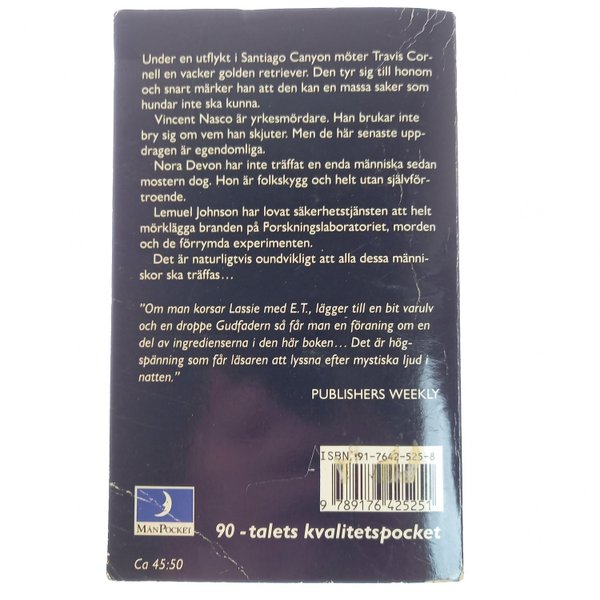 Under en utflykt i Santiago Canyon möter Travis Cor-
nell en vacker golden retriever. Den tyr sig till honom
och snart märker han att den kan en massa saker som
hundar inte ska kunna.
Vincent Nasco är yrkesmördare. Han brukar inte
bry sig om vem han skjuter. Men de här senaste upp-
dragen är egendomliga.
Nora Devon har inte träffat en enda människa sedan
mostern dog. Hon är folkskygg och helt utan självför-
troende.
Lemuel Johnson har lovat säkerhetstjänsten att helt
mörklägga branden på Forskningslaboratoriet, morden
och de förrymda experimenten.
Det är naturligtvis oundvikligt att alla dessa männi-
skor ska träffas...
"Om man korsar Lassie med E.T., lägger till en bit varulv
och en droppe Gudfadern så får man en föraning om en
del av ingredienserna i den här boken... Det är hög-
spänning som får läsaren att lyssna efter mystiska ljud i
natten."
PUBLISHERS WEEKLY
ISBN 91-7642-525-8
9 789176 425251
MÅNPOCKET
90-talets kvalitetspocket
Ca 45:50